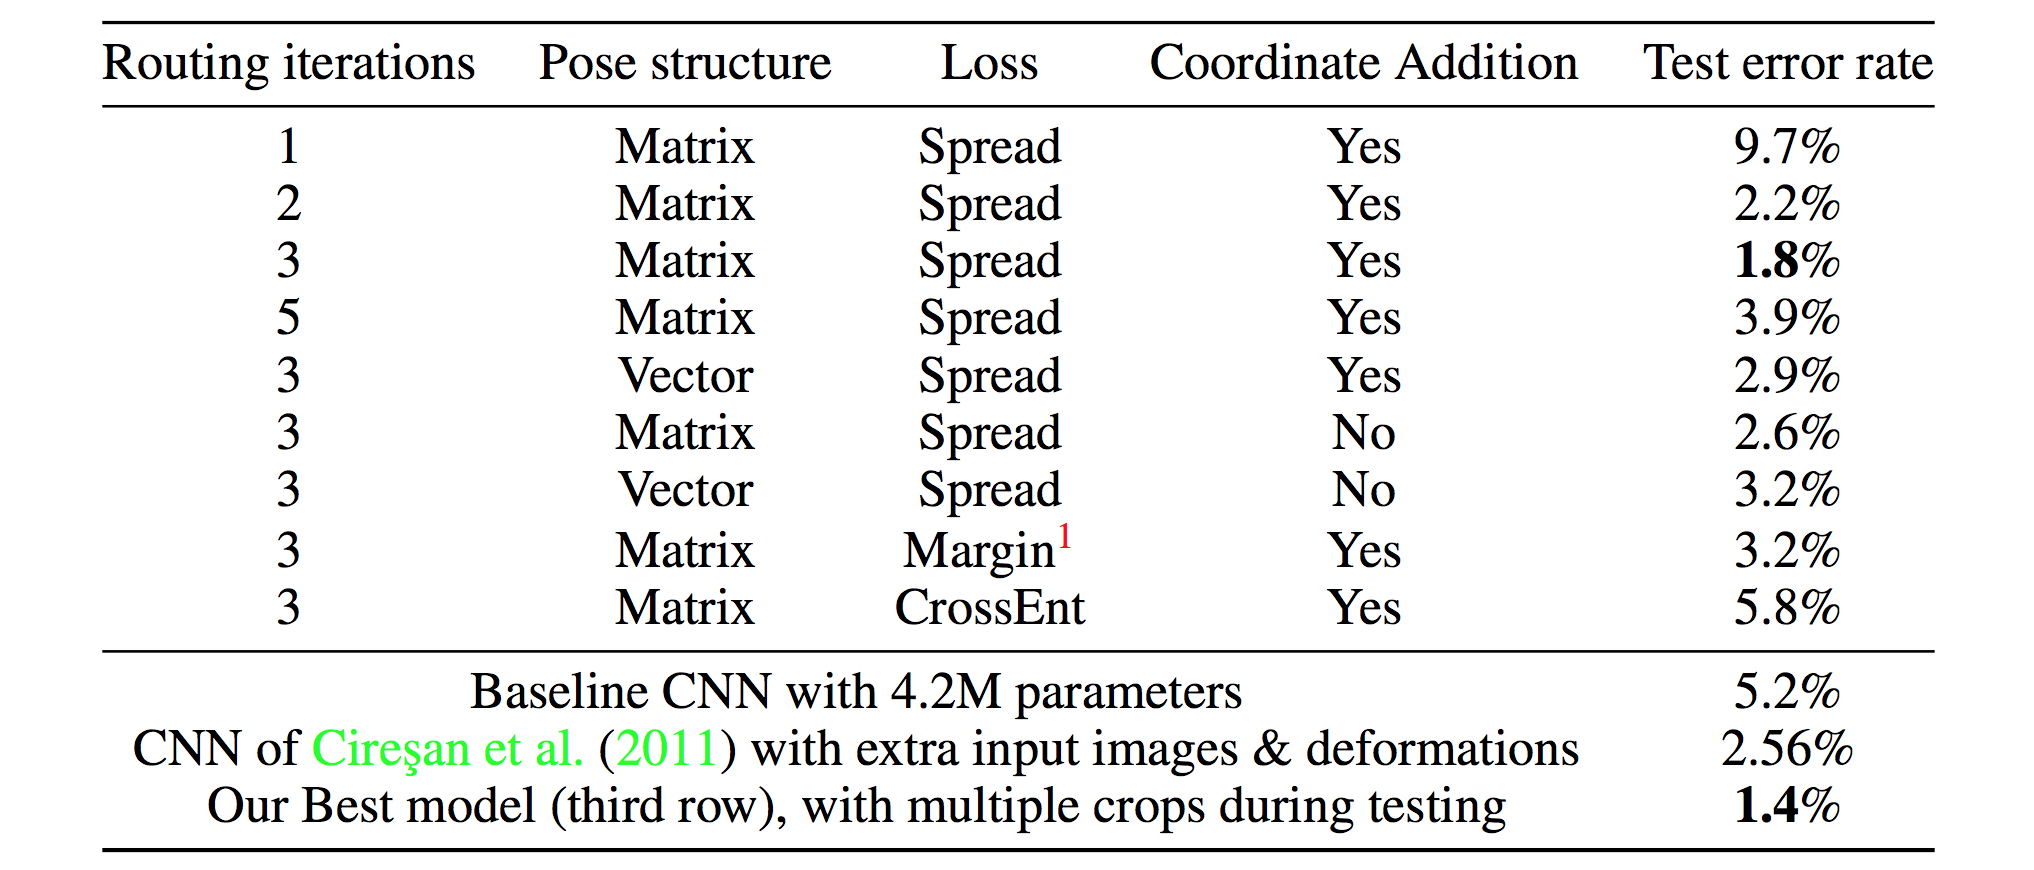 Routing iterations Pose structure Loss Coordinate Addition Test error rate
1 Matrix Spread Yes 9.7%
2 Matrix Spread Yes 2.2%
3 Matrix Spread Yes 1.8%
5 Matrix Spread Yes 3.9%
3 Vector Spread Yes 2.9%
3 Matrix Spread No 2.6%
3 Vector Spread No 3.2%
3 Matrix Margin¹ Yes 3.2%
3 Matrix CrossEnt Yes 5.8%
Baseline CNN with 4.2M parameters 5.2%
CNN of Cireşan et al. (2011) with extra input images & deformations 2.56%
Our Best model (third row), with multiple crops during testing 1.4%